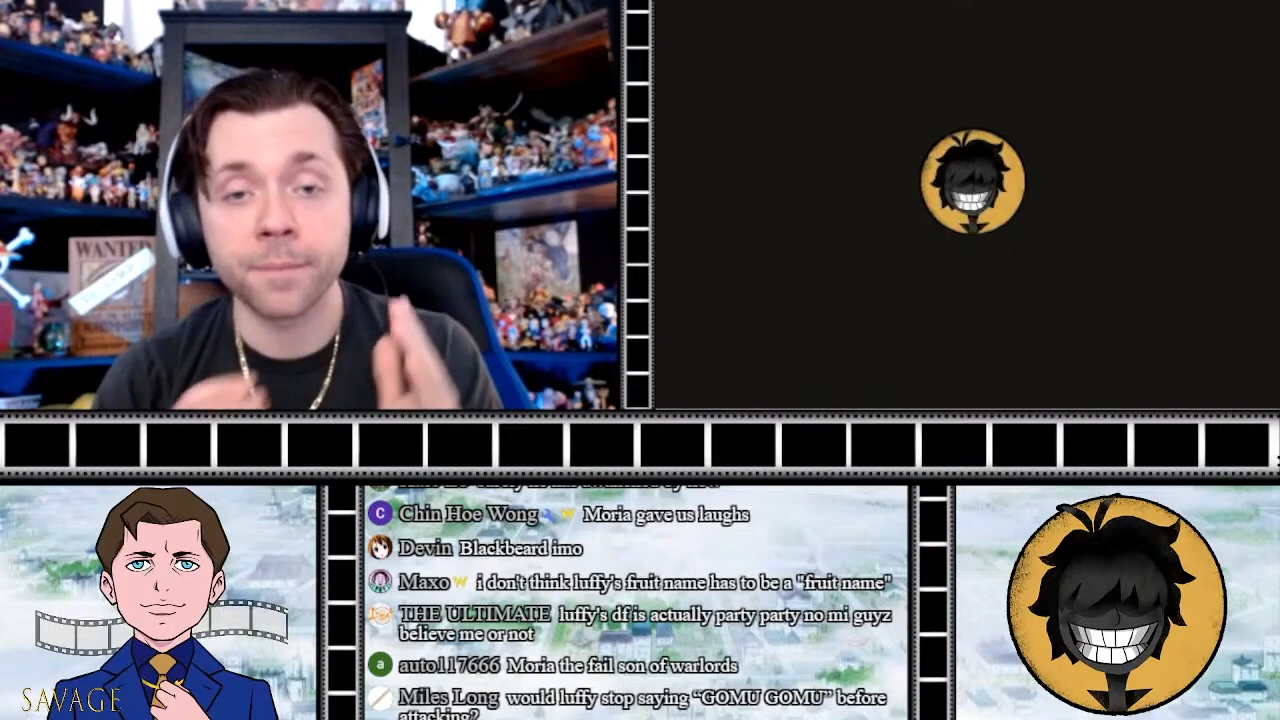 WANTED
Chin Hoe Wong Moria gave us laughs
Devin Blackbeard imo
Maxo i don't think luffy's fruit name has to be a "fruit name"
THE ULTIMATE luffy's df is actually party party no mi guyz
believe me or not
auto117666 Moria the fail son of warlords
Miles Long would luffy stop saying “GOMU GOMU” before
attacking?
SAVAGE